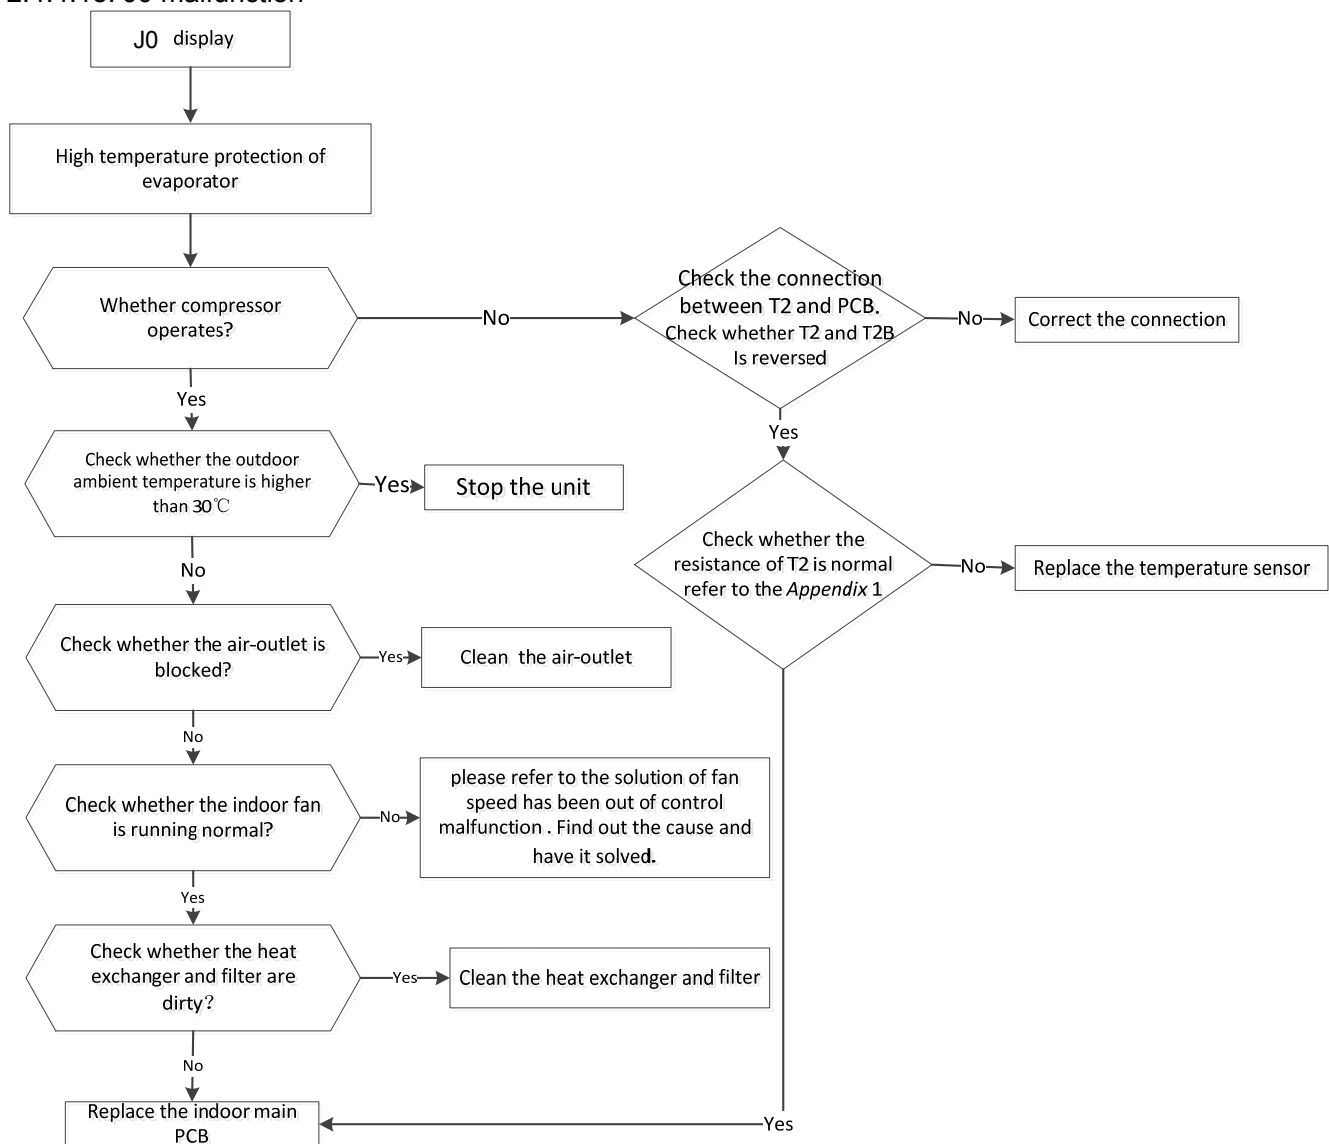 malfunction
J0 display
High temperature protection of
evaporator
Whether compressor
operates?
No
Check the connection
between T2 and PCB.
Check whether T2 and T2B
Is reversed
No
Correct the connection
Yes
Yes
Check whether the outdoor
ambient temperature is higher
than 30℃
Yes
Stop the unit
No
Check whether the
resistance of T2 is normal
refer to the Appendix 1
No
Replace the temperature sensor
Check whether the air-outlet is
blocked?
Yes
Clean the air-outlet
No
Check whether the indoor fan
is running normal?
No
please refer to the solution of fan
speed has been out of control
malfunction . Find out the cause and
have it solved.
Yes
Check whether the heat
exchanger and filter are
dirty?
Yes
Clean the heat exchanger and filter
No
Replace the indoor main
PCB
Yes